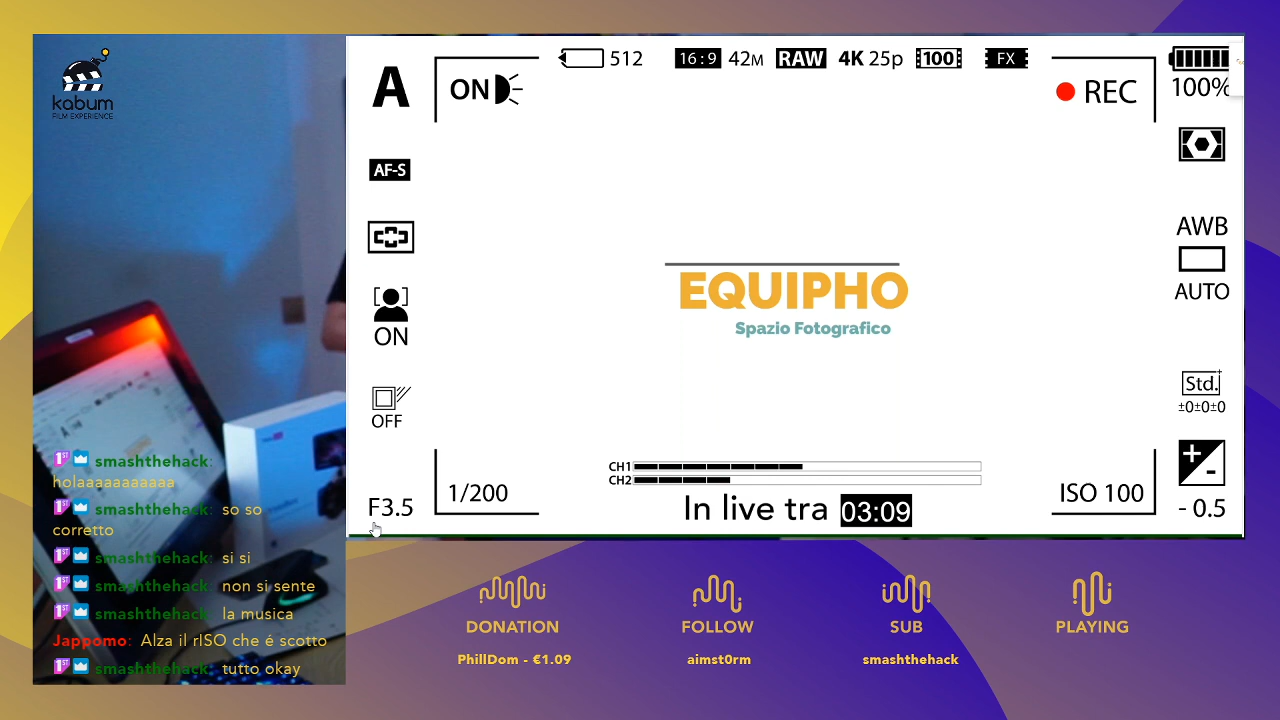 kabum
FILM EXPERIENCE
A
512
16:9 42M RAW 4K 25p 100 FX
100%
ON
REC
AF-S
ON
OFF
AWB
AUTO
Std.
±0±0±0
EQUIPHO
Spazio Fotografico
CH1
CH2
1/200
F3.5
In live tra 03:09
ISO 100
- 0.5
smashthehack:
holaaaaaaaaaaa
smashthehack: so so
corretto
smashthehack: si si
smashthehack: non si sente
smashthehack: la musica
Jappomo: Alza il rISO che é scotto
smashthehack: tutto okay
DONATION
FOLLOW
SUB
PLAYING
PhillDom - €1.09
aimst0rm
smashthehack